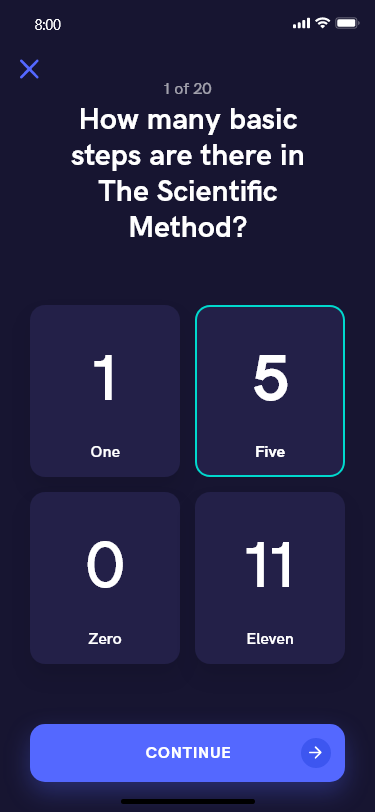 8:00
1 of 20
How many basic
steps are there in
The Scientific
Method?
1
One
5
Five
0
Zero
11
Eleven
CONTINUE